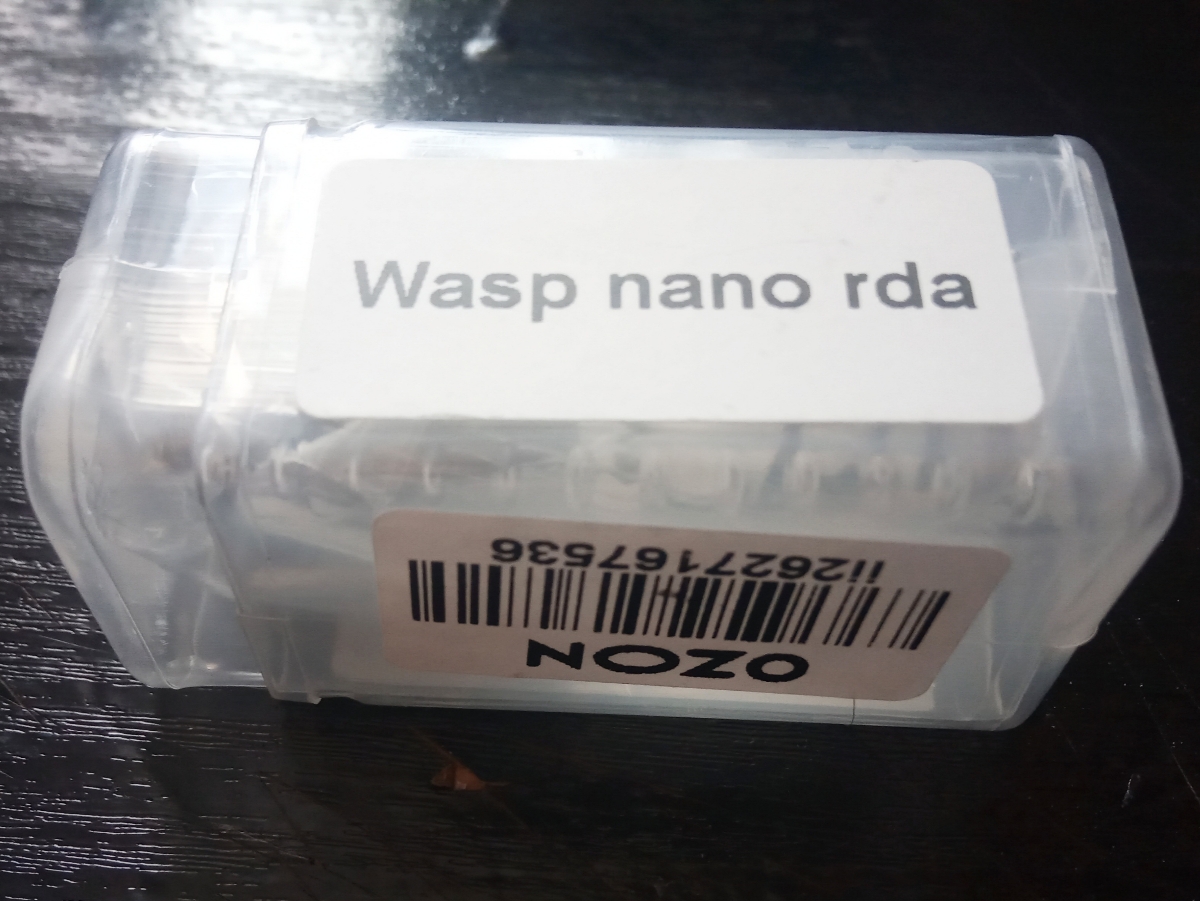 Wasp nano rda
OZON
ii2627167536